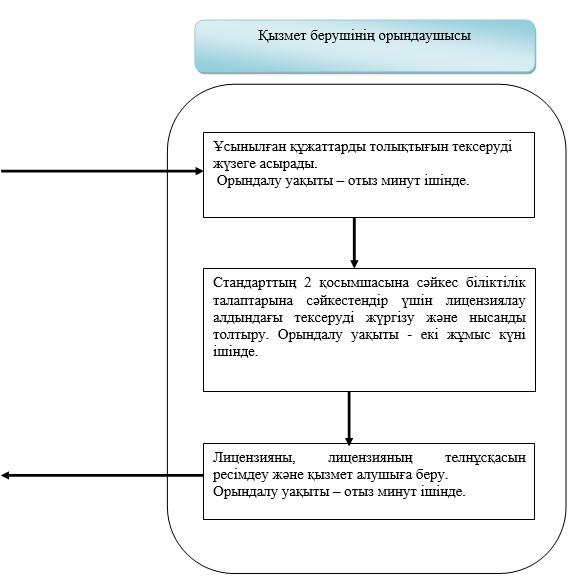 Қызмет берушінің орындаушысы
Ұсынылған құжаттарды толықтығын тексеруді
жүзеге асырады.
Орындалу уақыты – отыз минут ішінде.
Стандарттың 2 қосымшасына сәйкес біліктілік
талаптарына сәйкестендір үшін лицензиялау
алдындағы тексеруді жүргізу және нысанды
толтыру. Орындалу уақыты - екі жұмыс күні
ішінде.
Лицензияны, лицензияның телнұсқасын
ресімдеу және қызмет алушыға беру.
Орындалу уақыты – отыз минут ішінде.